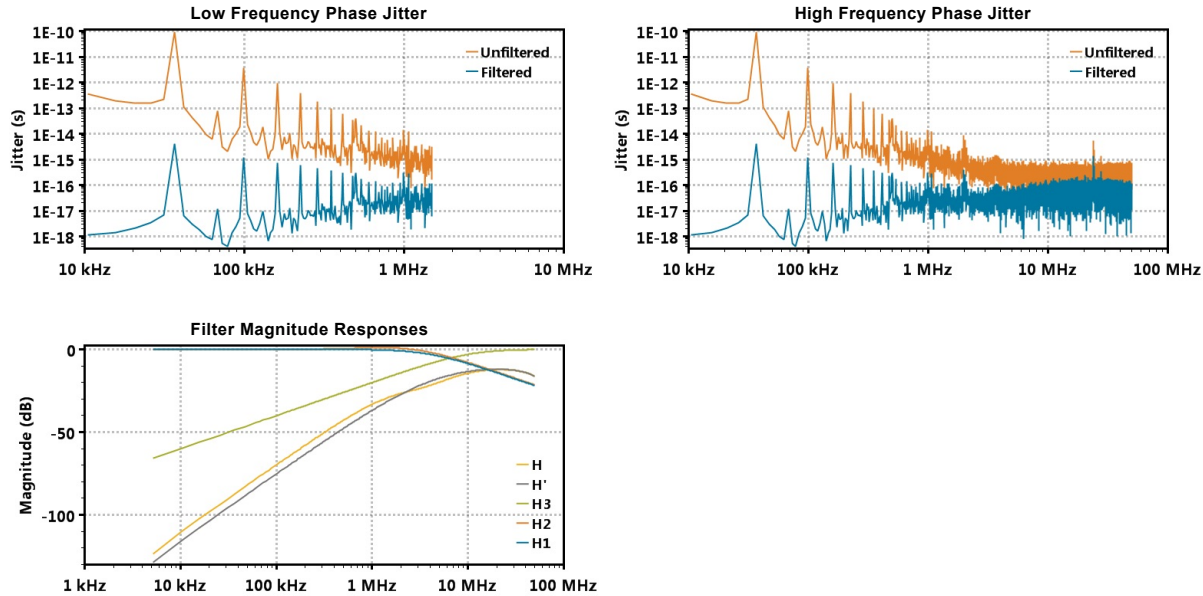 Low Frequency Phase Jitter
1E-10
1E-11
1E-12
1E-13
1E-14
1E-15
1E-16
1E-17
1E-18
Jitter (s)
Unfiltered
Filtered
10 kHz 100 kHz 1 MHz 10 MHz
High Frequency Phase Jitter
1E-10
1E-11
1E-12
1E-13
1E-14
1E-15
1E-16
1E-17
1E-18
Jitter (s)
Unfiltered
Filtered
10 kHz 100 kHz 1 MHz 10 MHz 100 MHz
Filter Magnitude Responses
0
-50
-100
Magnitude (dB)
H
H'
H3
H2
H1
1 kHz 10 kHz 100 kHz 1 MHz 10 MHz 100 MHz